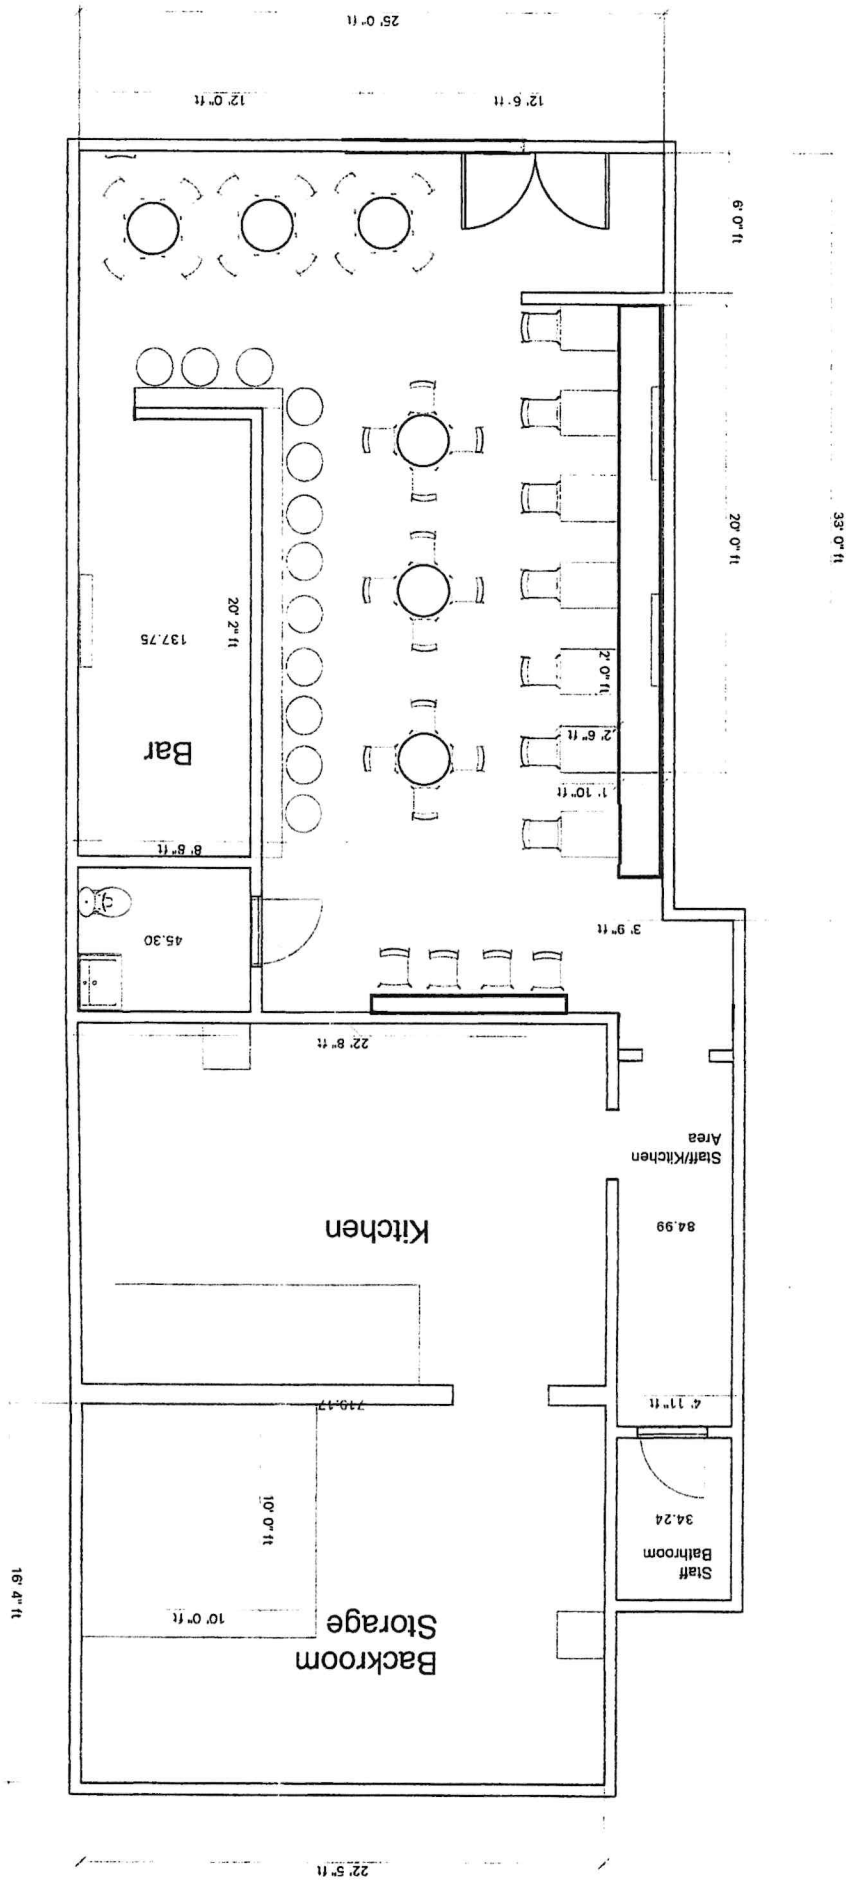 25' 0" ft
12' 0" ft
12' 6" ft
6' 0" ft
33' 0" ft
20' 0" ft
20' 2" ft
137.75
Bar
2' 0" ft
2' 6" ft
1' 10" ft
8' 8" ft
45.30
3' 9" ft
22' 8" ft
Staff/Kitchen
Area
84.99
Kitchen
719.17
4' 11" ft
10' 0" ft
34.24
Staff
Bathroom
10' 0" ft
Backroom
Storage
16' 4" ft
22' 5" ft